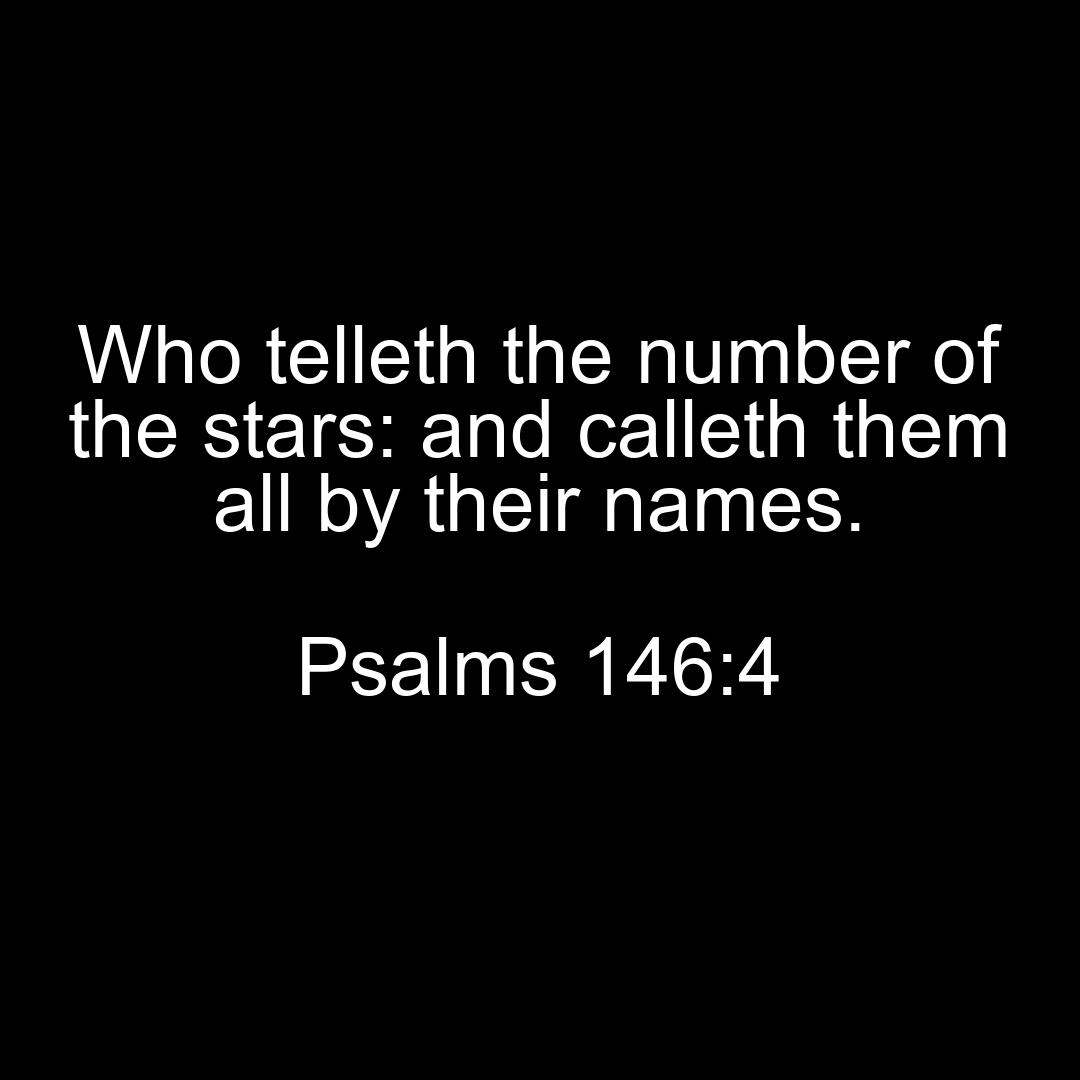 Who telleth the number of
the stars: and calleth them
all by their names.
Psalms 146:4